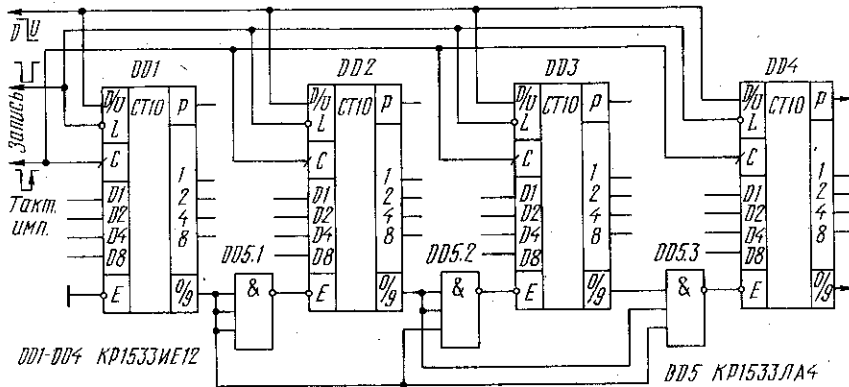 D U
Запись
Такт.
имп.
DD1
D/U
L
C
D1
D2
D4
D8
E
CT10
P
1
2
4
8
0/9
DD5.1
&
DD2
D/U
L
C
D1
D2
D4
D8
E
CT10
P
1
2
4
8
0/9
DD5.2
&
DD3
D/U
L
C
D1
D2
D4
D8
E
CT10
P
1
2
4
8
0/9
DD5.3
&
DD4
D/U
L
C
D1
D2
D4
D8
E
CT10
P
1
2
4
8
0/9
DD1-DD4 КР1533ИЕ12
DD5 КР1533ЛА4